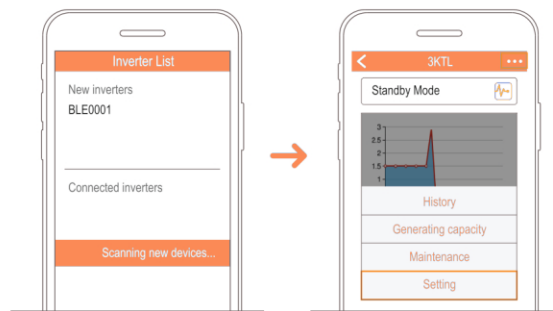 Inverter List
New inverters
BLE0001
Connected inverters
Scanning new devices...
3KTL
Standby Mode
3
2.5
2
1.5
1
History
Generating capacity
Maintenance
Setting